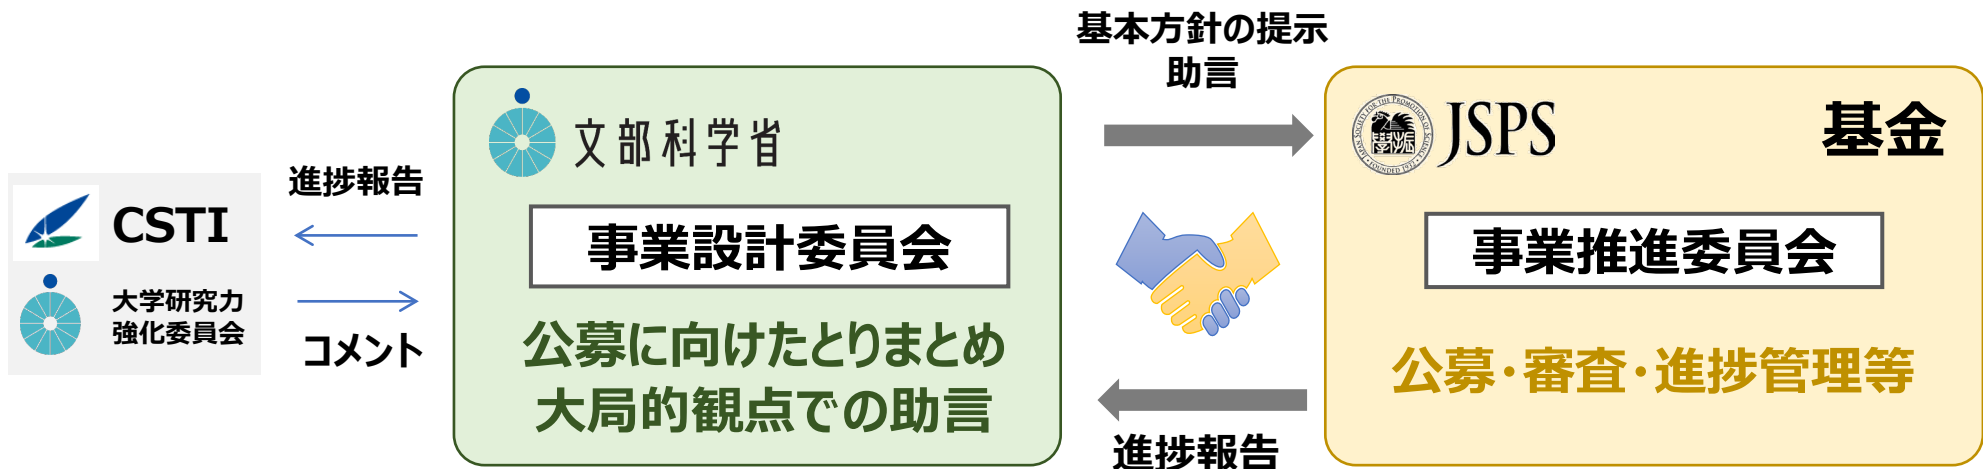 基本方針の提示
助言
文部科学省
JSPS
基金
進捗報告
CSTI
大学研究力
強化委員会
コメント
事業設計委員会
公募に向けたとりまとめ
大局的観点での助言
事業推進委員会
公募・審査・進捗管理等
進捗報告